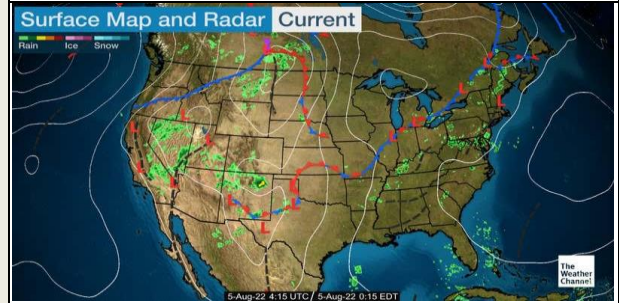 Surface Map and Radar Current
Rain Ice Snow
L
L
L
L
L
L
L
L
L
L
L
L
L
L
The
Weather
Channel
5-Aug-22 4:15 UTC / 5-Aug-22 0:15 EDT